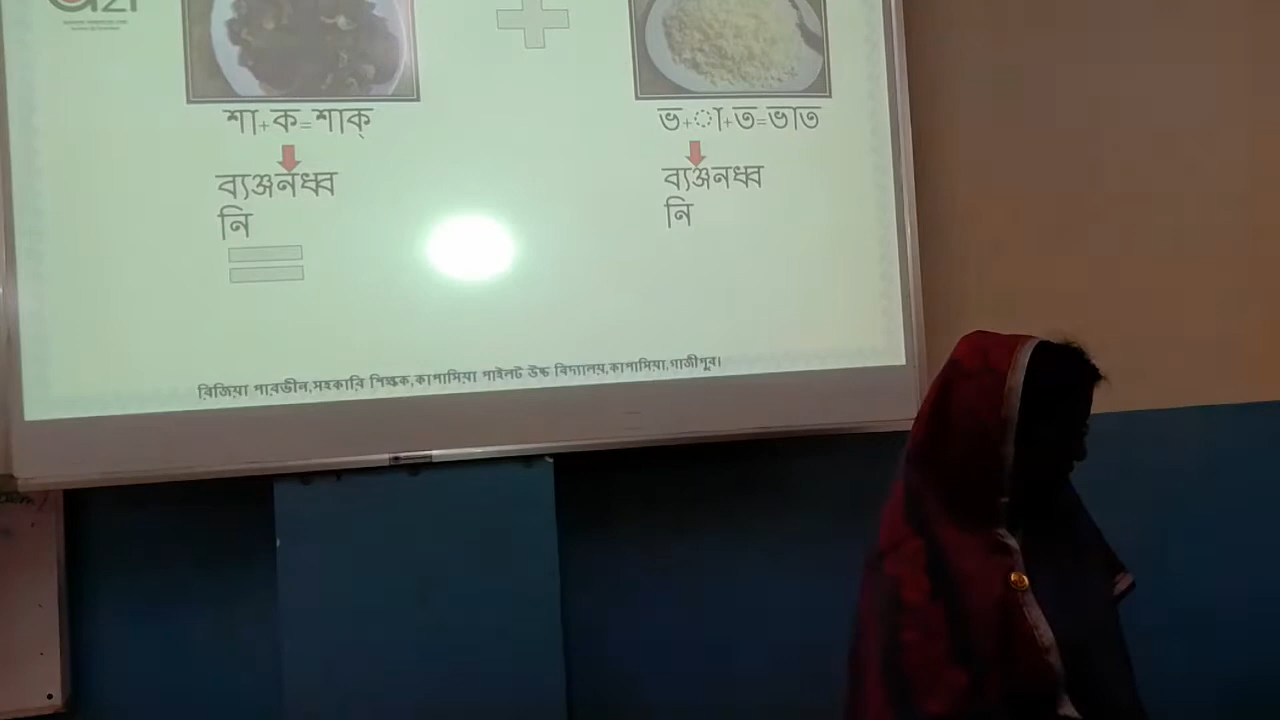 শা+ক=শাক্
ভ+া+ত=ভাত
ব্যঞ্জনধ্ব
নি
ব্যঞ্জনধ্ব
নি
রিজিয়া পারভীন,সহকারি শিক্ষক,কাপাসিয়া পাইলট উচ্চ বিদ্যালয়,কাপাসিয়া,গাজীপুর।